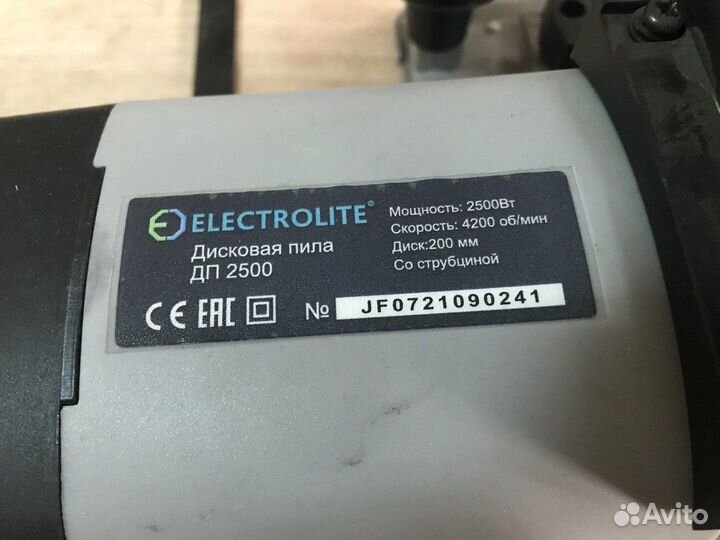 ELECTROLITE®
Дисковая пила
ДП 2500
Мощность: 2500Вт
Скорость: 4200 об/мин
Диск:200 мм
Со струбциной
CE EAC № JF0721090241
Avito